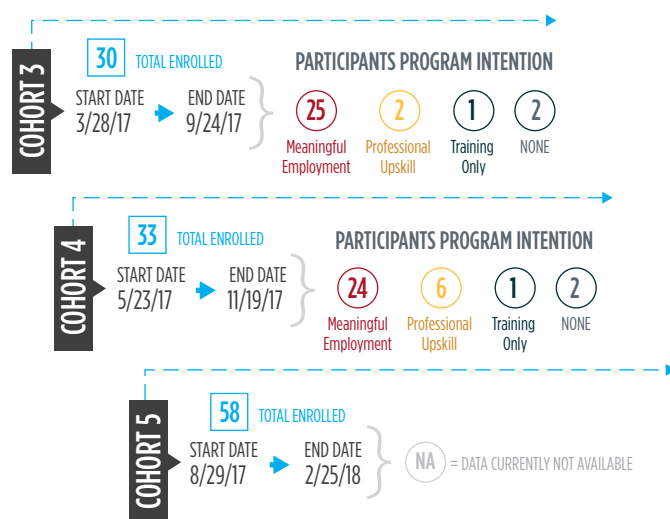 COHORT 3
30 TOTAL ENROLLED
START DATE
3/28/17
END DATE
9/24/17
PARTICIPANTS PROGRAM INTENTION
25
Meaningful
Employment
2
Professional
Upskill
1
Training
Only
2
NONE
COHORT 4
33 TOTAL ENROLLED
START DATE
5/23/17
END DATE
11/19/17
PARTICIPANTS PROGRAM INTENTION
24
Meaningful
Employment
6
Professional
Upskill
1
Training
Only
2
NONE
COHORT 5
58 TOTAL ENROLLED
START DATE
8/29/17
END DATE
2/25/18
NA = DATA CURRENTLY NOT AVAILABLE